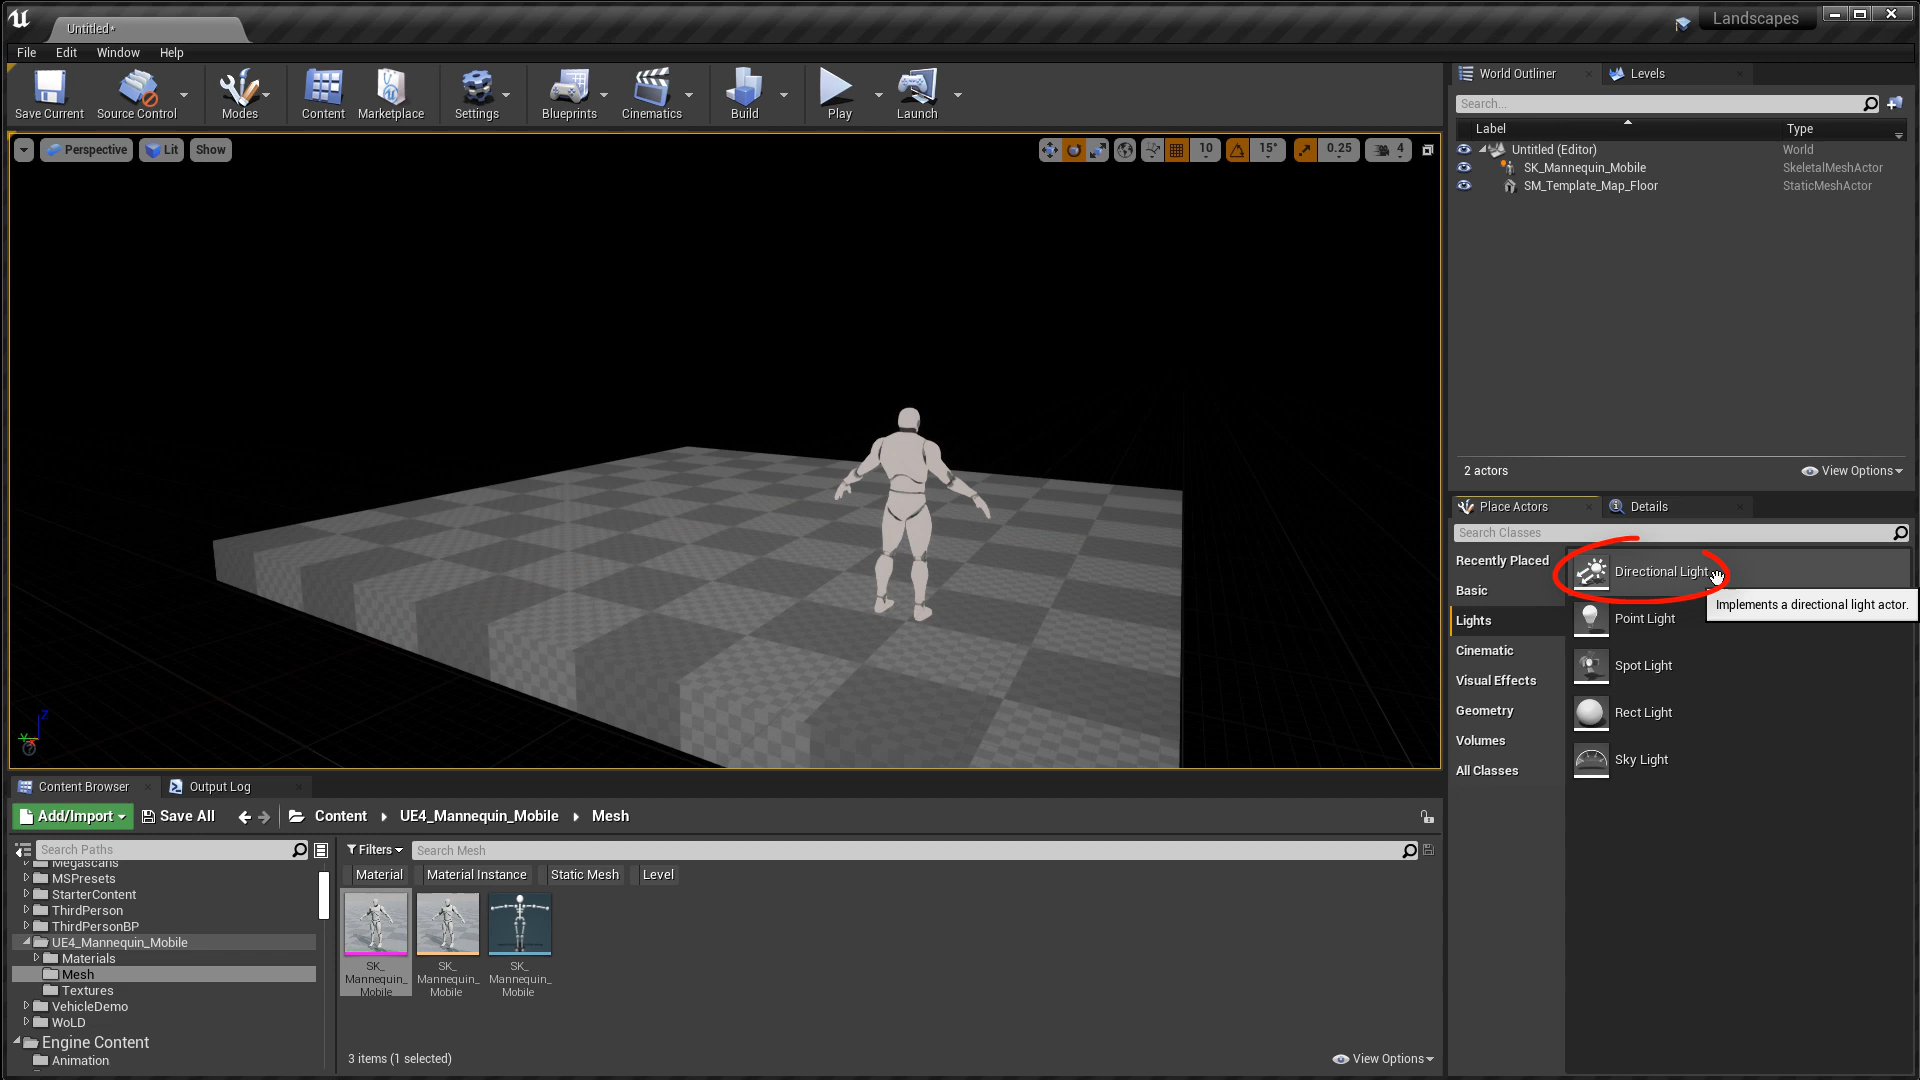 Untitled*
Landscapes
File Edit Window Help
Save Current
Source Control
Modes
Content
Marketplace
Settings
Blueprints
Cinematics
Build
Play
Launch
Perspective
Lit
Show
10
15°
0.25
4
Z
World Outliner
Levels
Search...
Label Type
Untitled (Editor) World
SK_Mannequin_Mobile SkeletalMeshActor
SM_Template_Map_Floor StaticMeshActor
2 actors
View Options
Place Actors
Details
Search Classes
Recently Placed
Basic
Lights
Cinematic
Visual Effects
Geometry
Volumes
All Classes
Directional Light
Implements a directional light actor.
Point Light
Spot Light
Rect Light
Sky Light
Content Browser
Output Log
Add/Import
Save All
Content
UE4_Mannequin_Mobile
Mesh
Search Paths
Megascans
MSPresets
StarterContent
ThirdPerson
ThirdPersonBP
UE4_Mannequin_Mobile
Materials
Mesh
Textures
VehicleDemo
WoLD
Engine Content
Animation
Filters
Search Mesh
Material
Material Instance
Static Mesh
Level
SK_
Mannequin_
Mobile
SK_
Mannequin_
Mobile
SK_
Mannequin_
Mobile
3 items (1 selected)
View Options